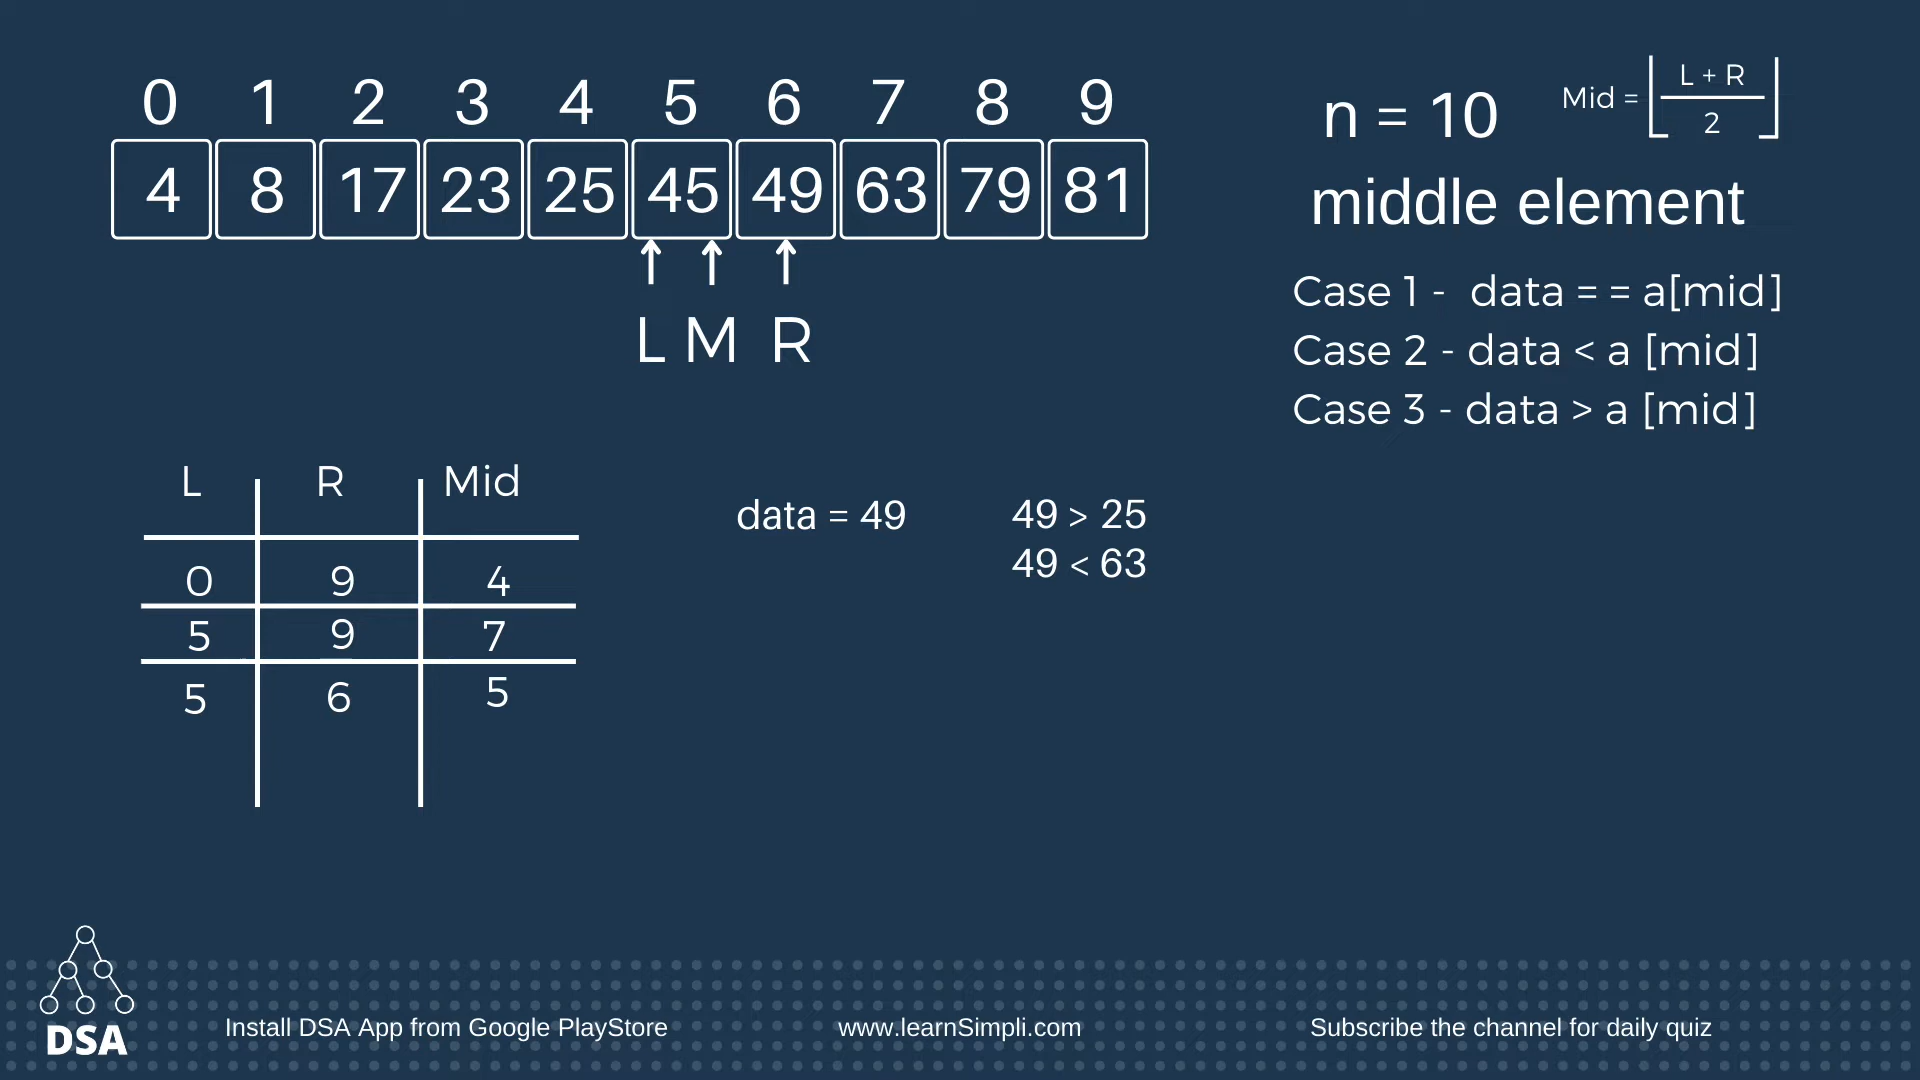 0 1 2 3 4 5 6 7 8 9
4 8 17 23 25 45 49 63 79 81
L M R
n = 10
Mid = ⌊ L + R / 2 ⌋
middle element
Case 1 - data = = a[mid]
Case 2 - data < a [mid]
Case 3 - data > a [mid]
L R Mid
0 9 4
5 9 7
5 6 5
data = 49
49 > 25
49 < 63
DSA
Install DSA App from Google PlayStore
www.learnSimpli.com
Subscribe the channel for daily quiz